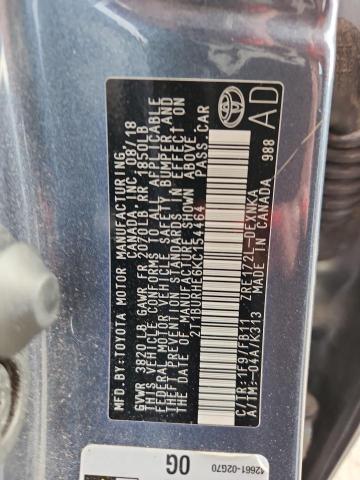 MFD.BY:TOYOTA MOTOR MANUFACTURING
CANADA, INC. 08/18
GVWR 3820 LB GAWR FR 2070 LB RR 1850LB
THIS VEHICLE CONFORMS TO ALL APPLICABLE
FEDERAL MOTOR VEHICLE SAFETY BUMPER, AND
THEFT PREVENTION STANDARDS IN EFFECT ON
THE DATE OF MANUFACTURE SHOWN ABOVE.
2T1BURHE6KC154464 PASS.CAR
C/TR:1F9/FB11 ZRE172L-DEXNKA
A/TM:-04A/K313 MADE IN CANADA 988
AD
0G
42661-02G70